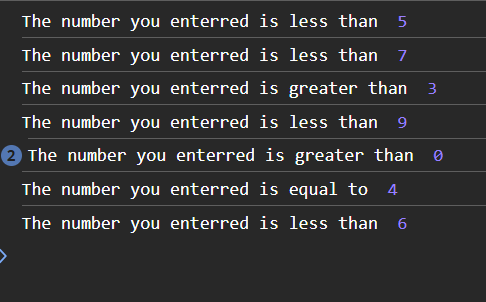 The number you enterred is less than 5
The number you enterred is less than 7
The number you enterred is greater than 3
The number you enterred is less than 9
2 The number you enterred is greater than 0
The number you enterred is equal to 4
The number you enterred is less than 6